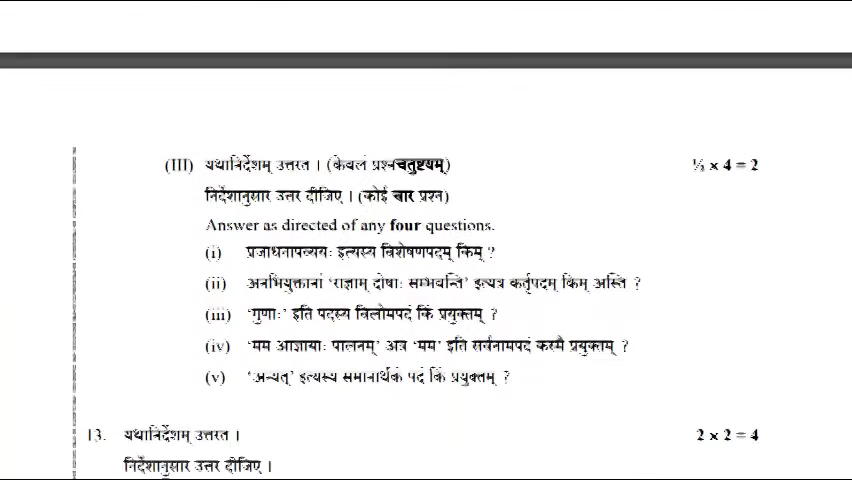 (III) यथानिर्देशम् उत्तरत । (केवलं प्रश्नचतुष्टयम्) ½ × 4 = 2
निर्देशानुसार उत्तर दीजिए । (कोई चार प्रश्न)
Answer as directed of any four questions.
(i) प्रजाधनापव्ययः इत्यस्य विशेषणपदम् किम् ?
(ii) अनभियुक्तानां 'राज्ञाम् दोषाः सम्भवन्ति' इत्यत्र कर्तृपदम् किम् अस्ति ?
(iii) 'गुणाः' इति पदस्य विलोमपदं किं प्रयुक्तम् ?
(iv) 'मम आज्ञायाः पालनम्' अत्र 'मम' इति सर्वनामपदं कस्मै प्रयुक्तम् ?
(v) 'अन्यत्' इत्यस्य समानार्थकं पदं किं प्रयुक्तम् ?
13. यथानिर्देशम् उत्तरत । 2 × 2 = 4
निर्देशानुसार उत्तर दीजिए ।